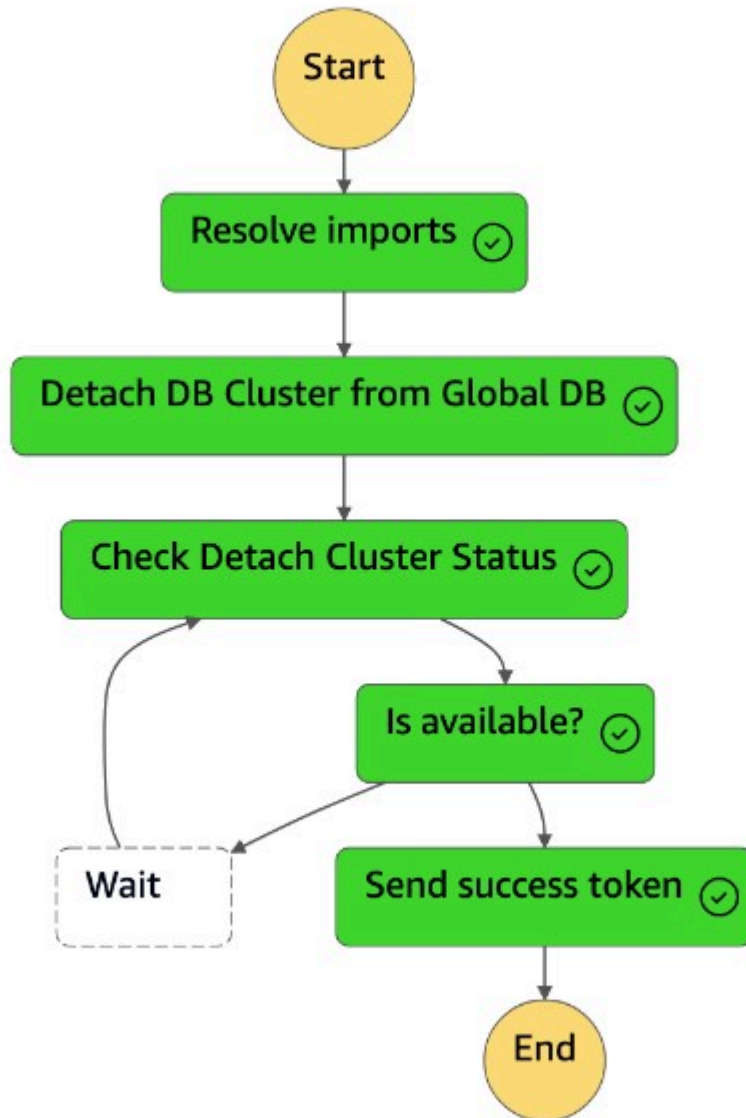 Start
Resolve imports
Detach DB Cluster from Global DB
Check Detach Cluster Status
Is available?
Wait
Send success token
End